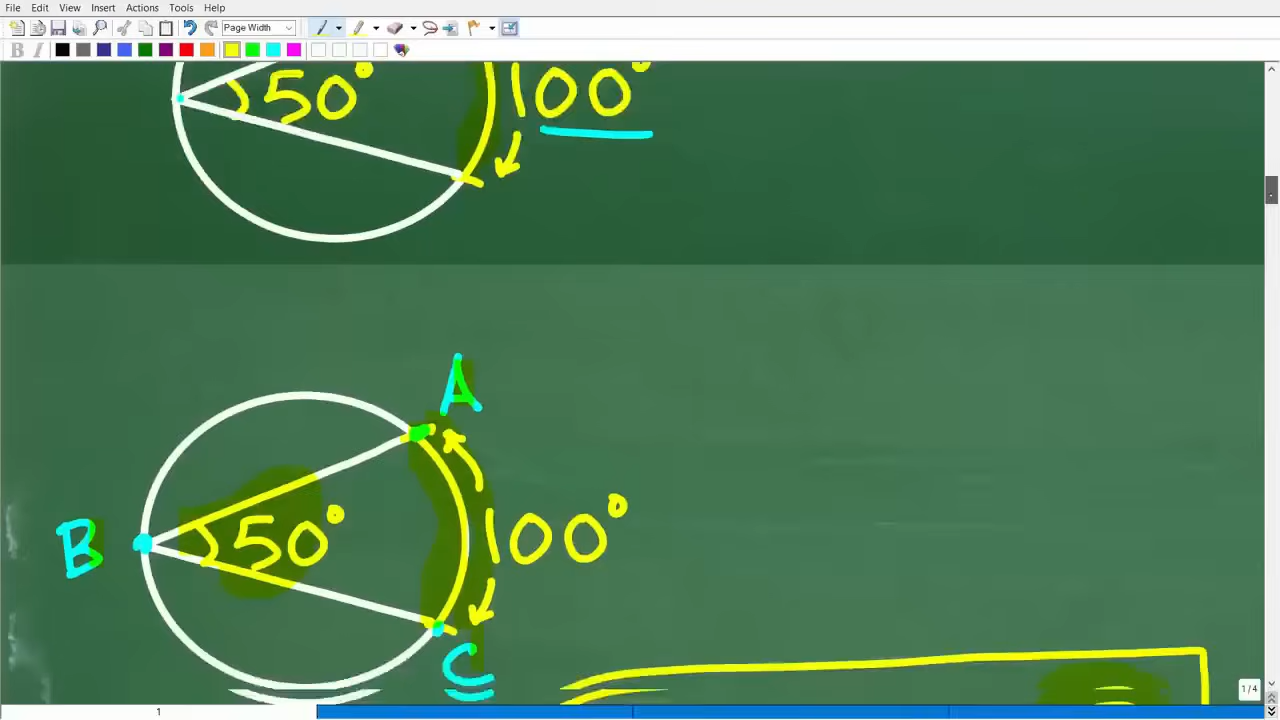 File Edit View Insert Actions Tools Help
Page Width
B I
50° 100°
A
B 50° 100°
C
1/4
1